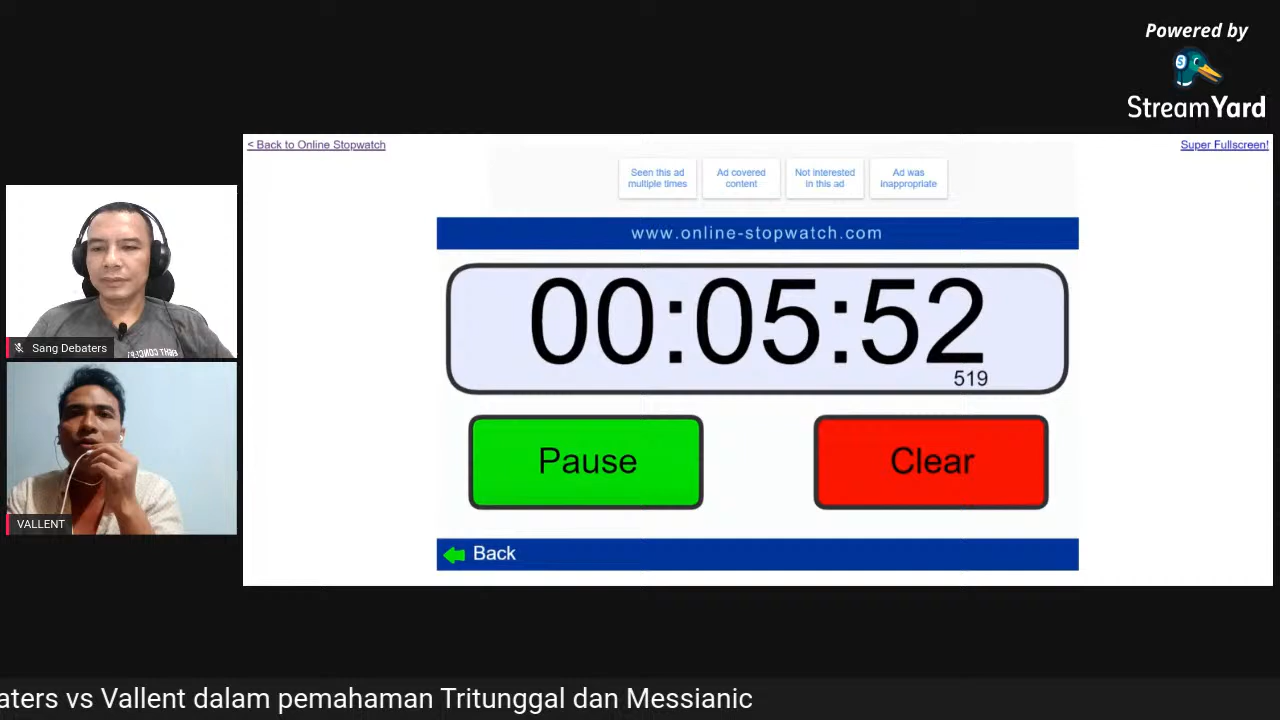 Powered by
StreamYard
< Back to Online Stopwatch
Super Fullscreen!
Seen this ad
multiple times
Ad covered
content
Not interested
in this ad
Ad was
inappropriate
www.online-stopwatch.com
00:05:52
519
Pause
Clear
Back
Sang Debaters
VALLENT
aters vs Vallent dalam pemahaman Tritunggal dan Messianic